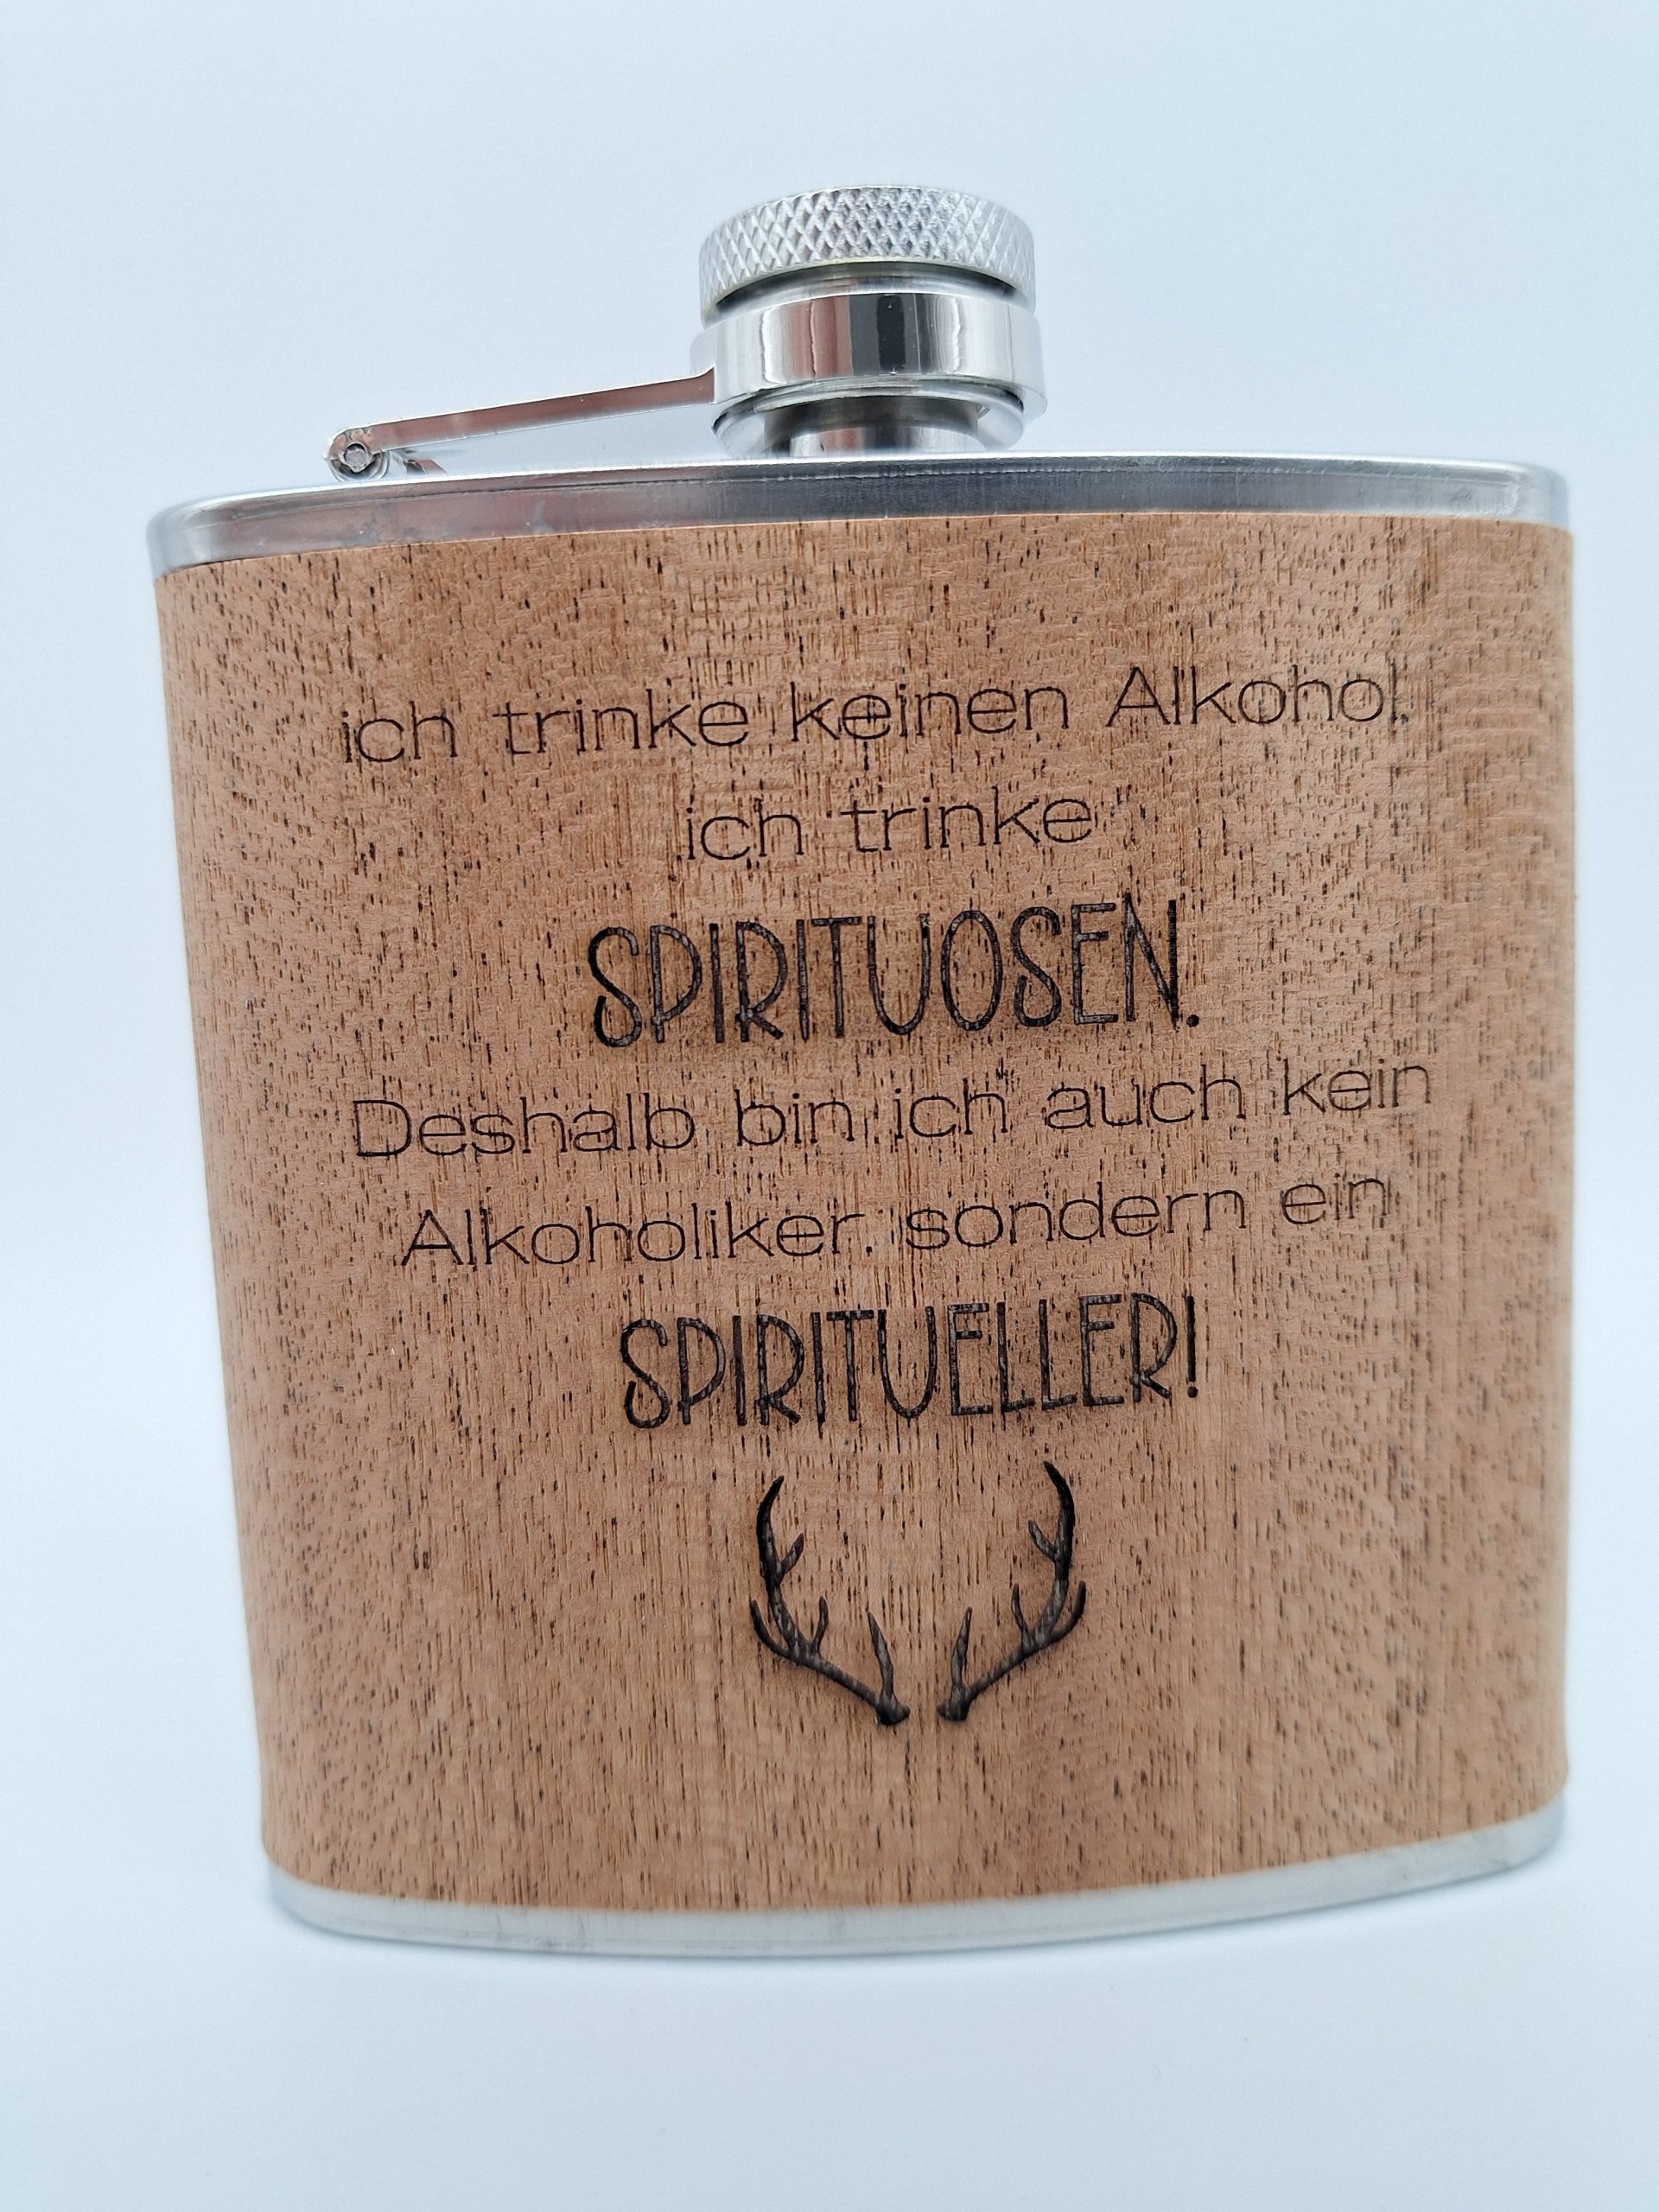 ich trinke keinen Alkohol,
ich trinke
SPIRITUOSEN.
Deshalb bin ich auch kein
Alkoholiker, sondern ein
SPIRITUELLER!